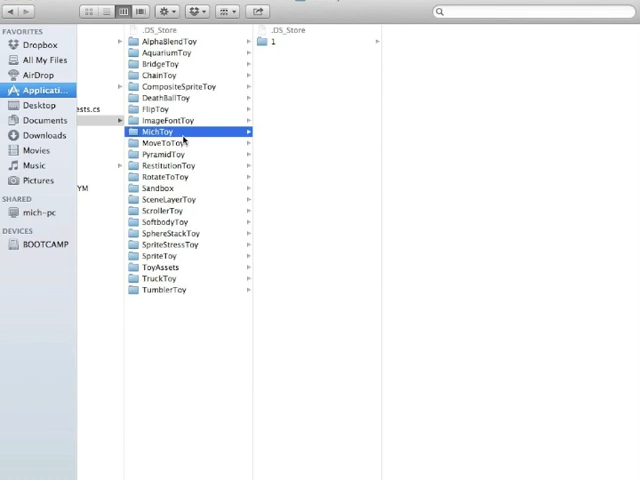 FAVORITES
Dropbox
All My Files
AirDrop
Applicati...
Desktop
Documents
Downloads
Movies
Music
Pictures
SHARED
mich-pc
DEVICES
BOOTCAMP
ests.cs
YM
.DS_Store
AlphaBlendToy
AquariumToy
BridgeToy
ChainToy
CompositeSpriteToy
DeathBallToy
FlipToy
ImageFontToy
MichToy
MoveToToy
PyramidToy
RestitutionToy
RotateToToy
Sandbox
SceneLayerToy
ScrollerToy
SoftbodyToy
SphereStackToy
SpriteStressToy
SpriteToy
ToyAssets
TruckToy
TumblerToy
.DS_Store
1